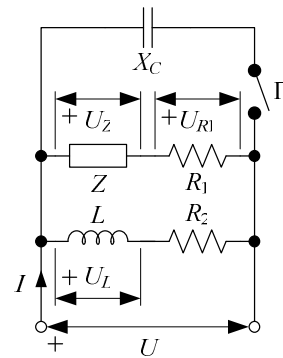 X_C
П
+ U_Z + U_R1
Z R_1
L R_2
I + U_L
+ U